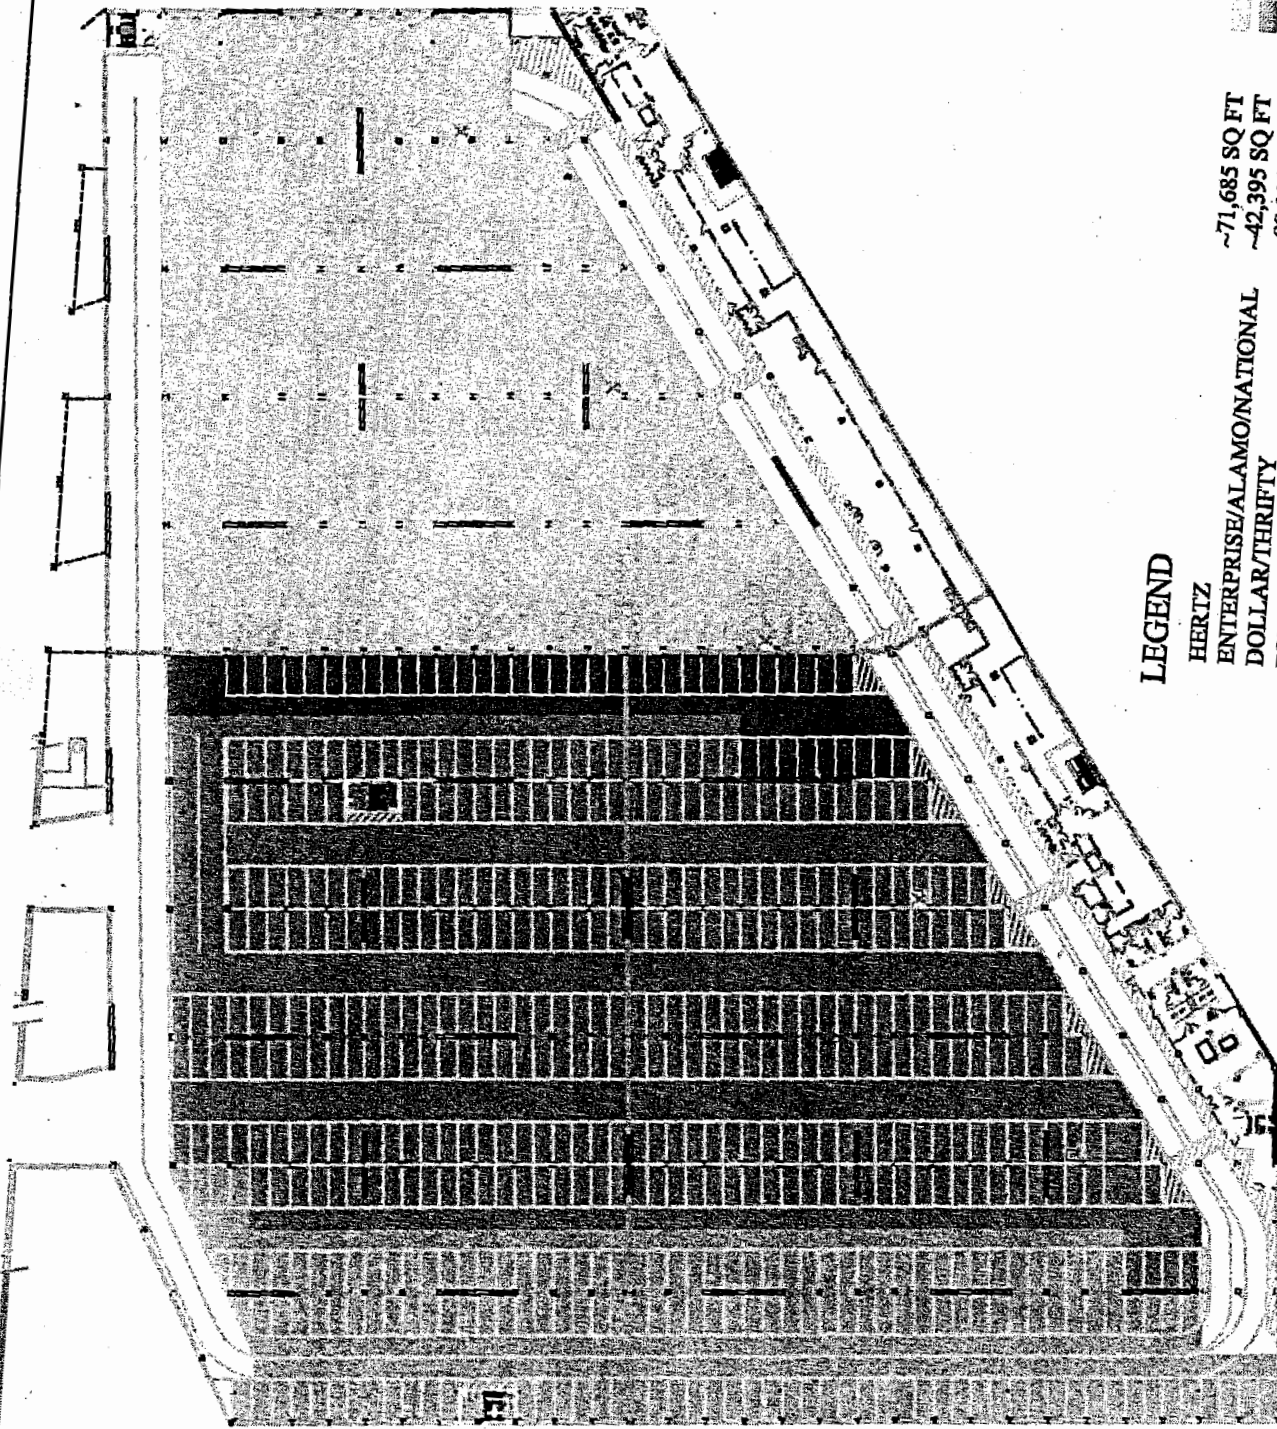 LEGEND
HERTZ ~71,685 SQ FT
ENTERPRISE/ALAMO/NATIONAL ~42,395 SQ FT
DOLLAR/THRIFTY